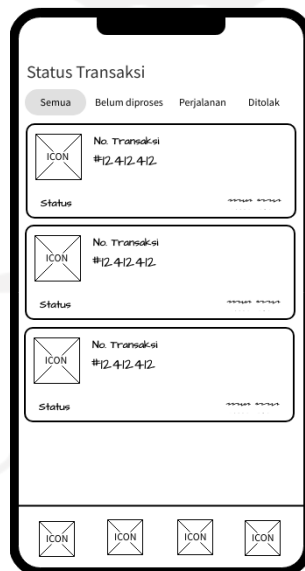 Status Transaksi
Semua Belum diproses Perjalanan Ditolak
ICON
No. Transaksi
#12412412
Status
ICON
No. Transaksi
#12412412
Status
ICON
No. Transaksi
#12412412
Status
ICON ICON ICON ICON